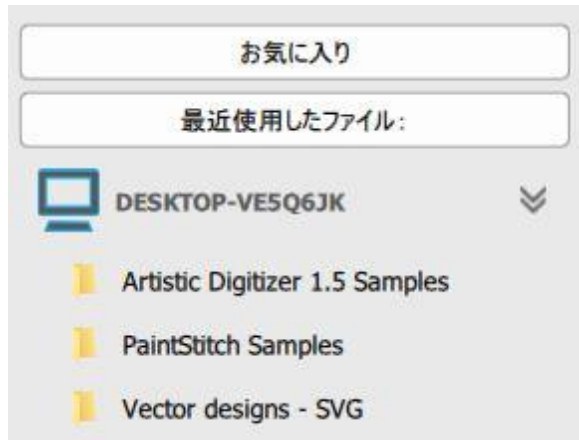 お気に入り
最近使用したファイル:
DESKTOP-VE5Q6JK
Artistic Digitizer 1.5 Samples
PaintStitch Samples
Vector designs - SVG